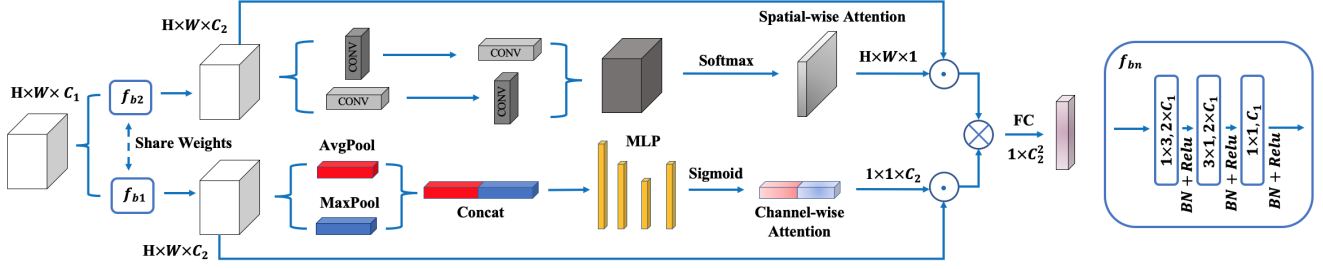 H×W× C₁
f_b2
Share Weights
f_b1
H×W×C₂
H×W×C₂
CONV
CONV
CONV
CONV
Softmax
Spatial-wise Attention
H×W×1
AvgPool
MaxPool
Concat
MLP
Sigmoid
Channel-wise
Attention
1×1×C₂
FC
1×C₂²
f_bn
1×3, 2×C₁
BN + Relu
3×1, 2×C₁
BN + Relu
1×1, C₁
BN + Relu